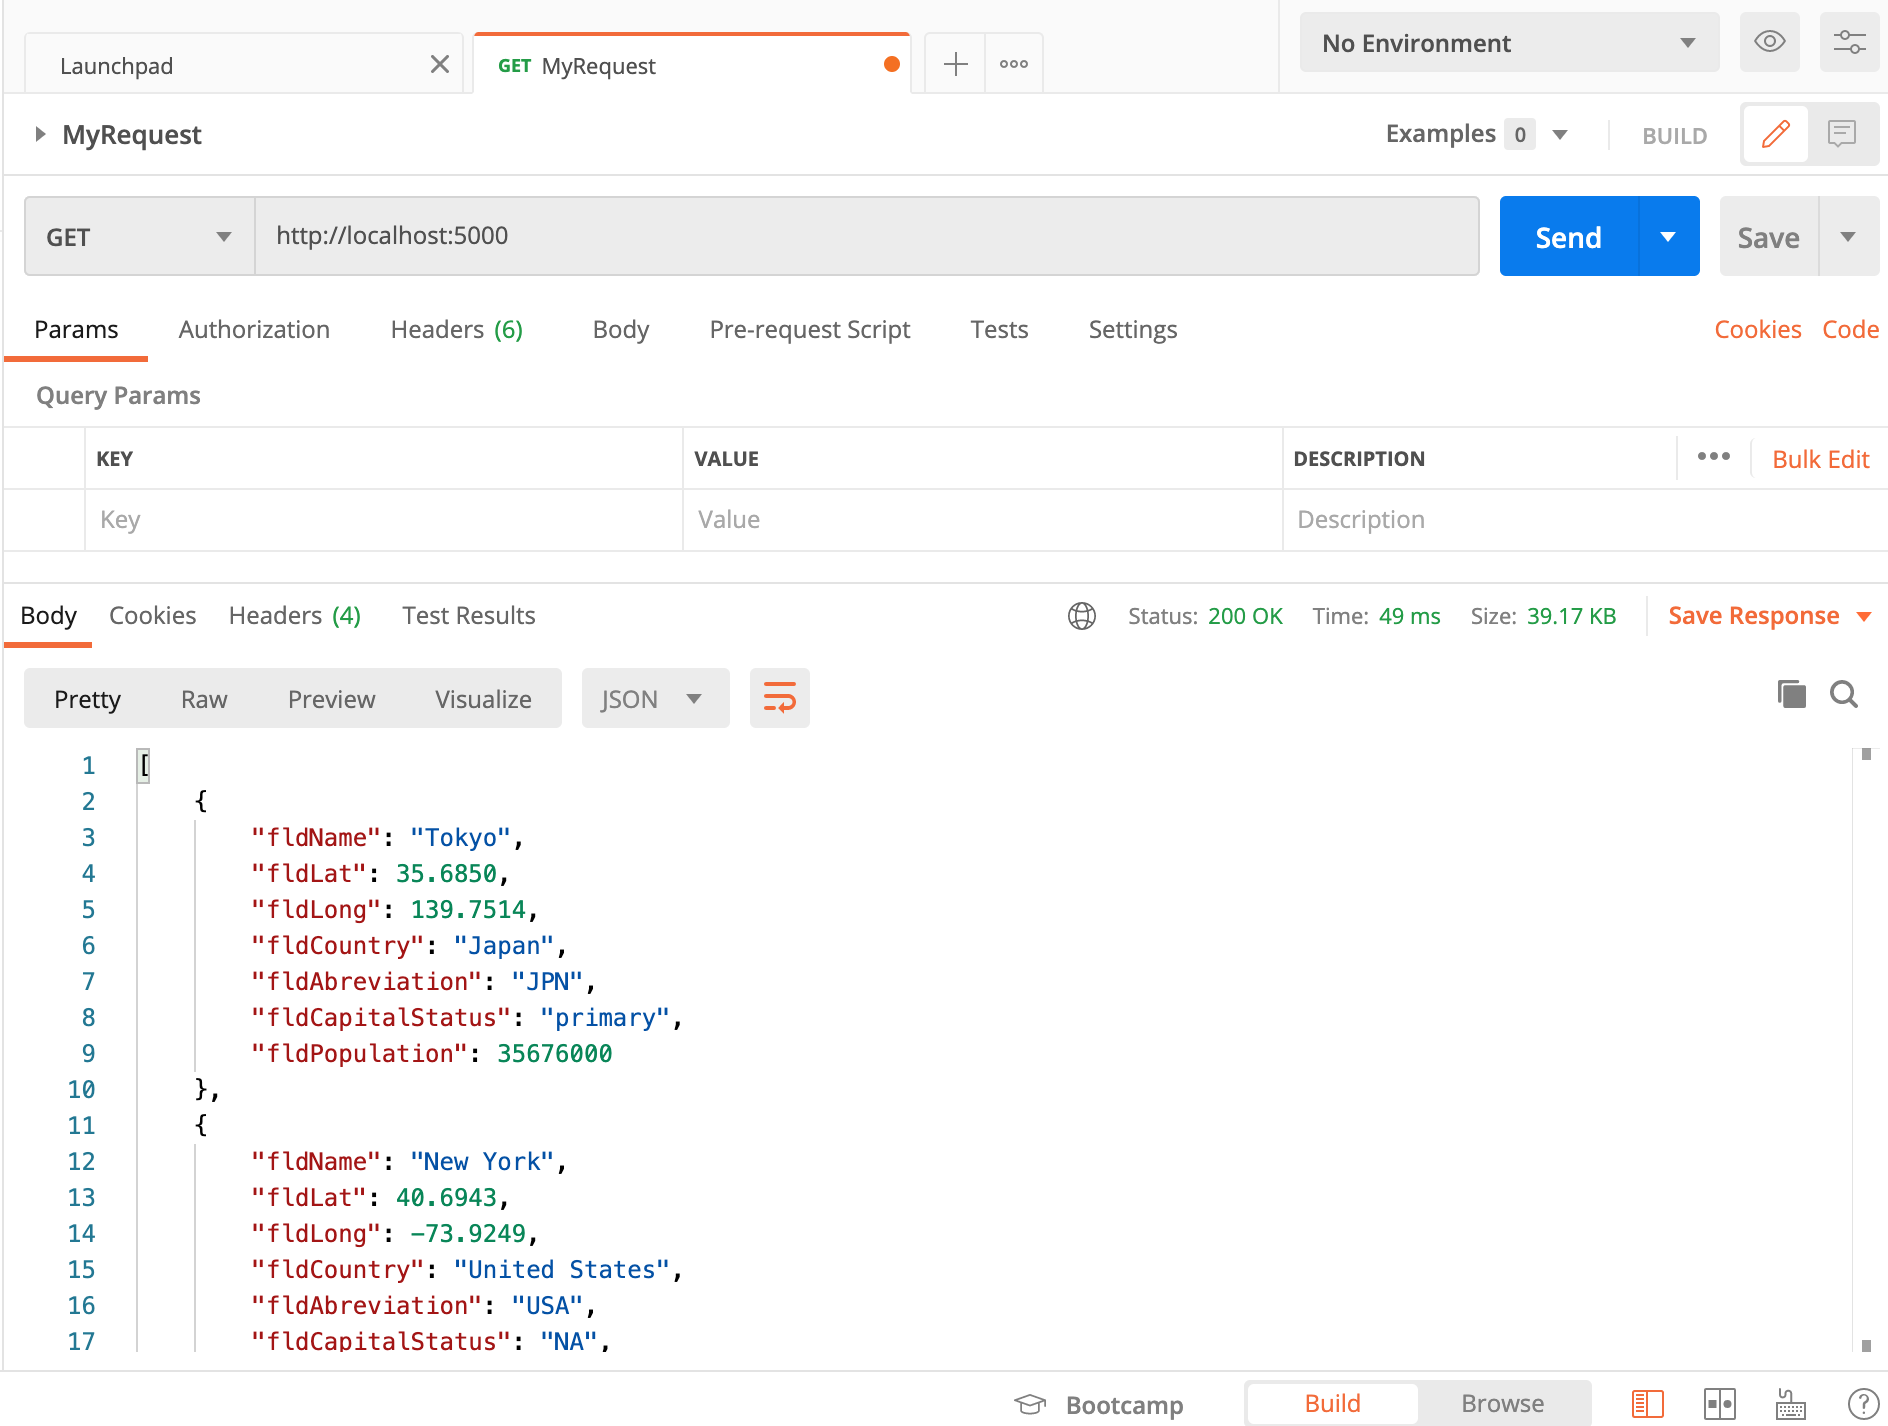 Launchpad
GET MyRequest
No Environment
MyRequest
Examples 0
BUILD
GET
http://localhost:5000
Send
Save
Params Authorization Headers (6) Body Pre-request Script Tests Settings Cookies Code
Query Params
KEY VALUE DESCRIPTION Bulk Edit
Key Value Description
Body Cookies Headers (4) Test Results Status: 200 OK Time: 49 ms Size: 39.17 KB Save Response
Pretty Raw Preview Visualize JSON
1 [
2 {
3 "fldName": "Tokyo",
4 "fldLat": 35.6850,
5 "fldLong": 139.7514,
6 "fldCountry": "Japan",
7 "fldAbreviation": "JPN",
8 "fldCapitalStatus": "primary",
9 "fldPopulation": 35676000
10 },
11 {
12 "fldName": "New York",
13 "fldLat": 40.6943,
14 "fldLong": -73.9249,
15 "fldCountry": "United States",
16 "fldAbreviation": "USA",
17 "fldCapitalStatus": "NA",
Bootcamp Build Browse